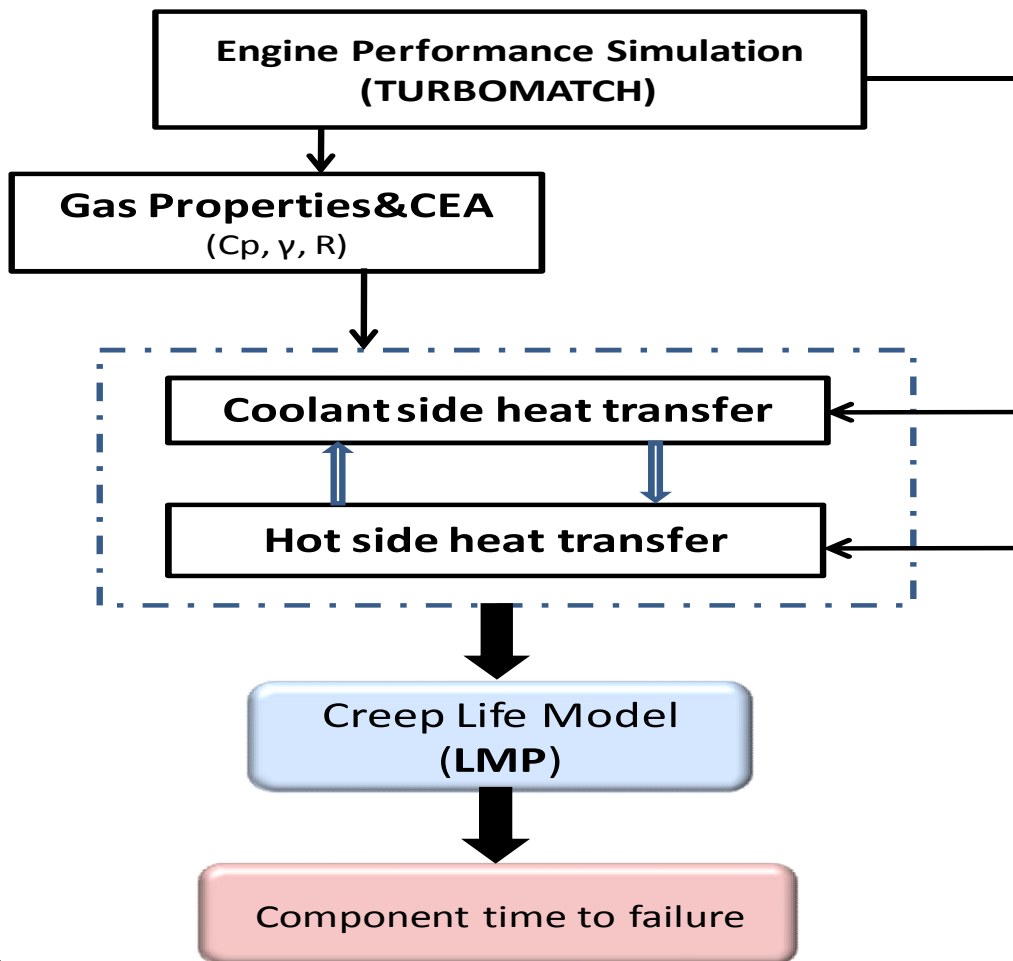 Engine Performance Simulation
(TURBOMATCH)
Gas Properties&CEA
(Cp, γ, R)
Coolant side heat transfer
Hot side heat transfer
Creep Life Model
(LMP)
Component time to failure